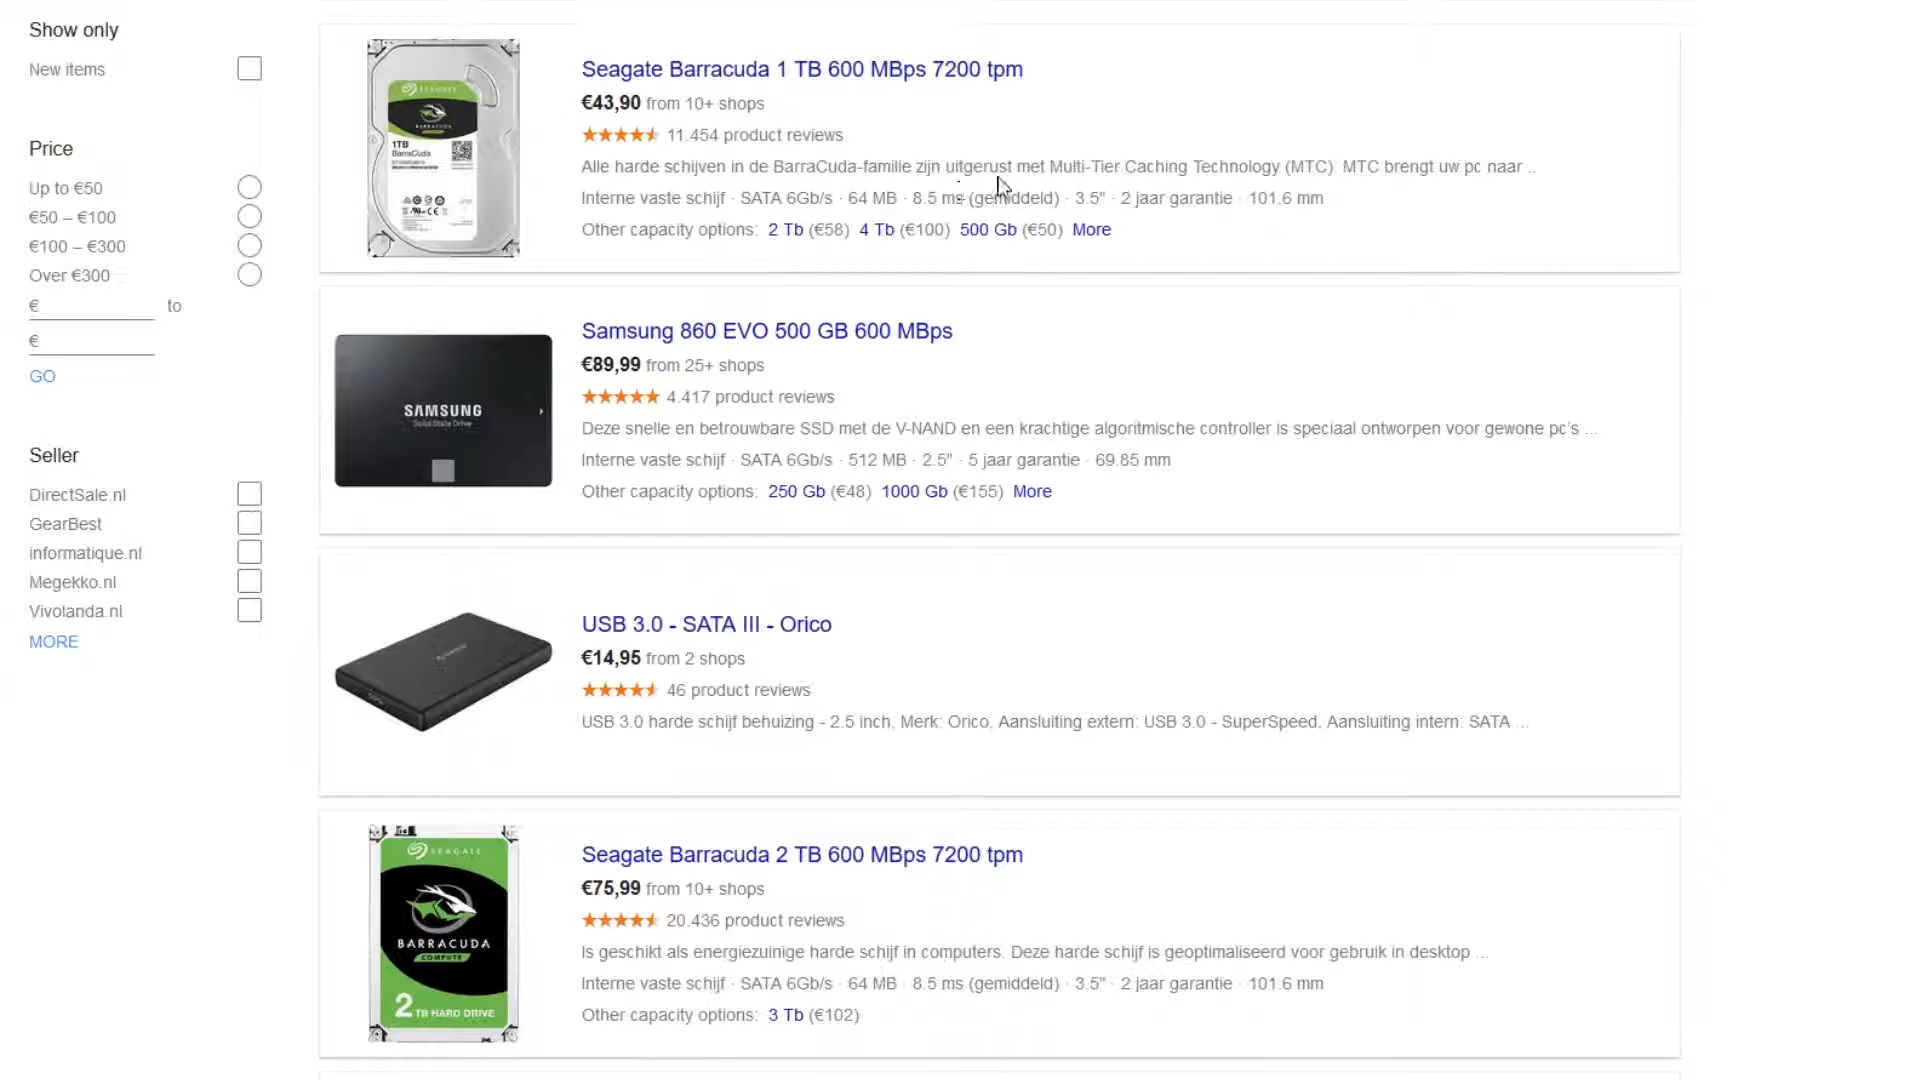 Show only
New items
Price
Up to €50
€50 – €100
€100 – €300
Over €300
€ to
€
GO
Seller
DirectSale.nl
GearBest
informatique.nl
Megekko.nl
Vivolanda.nl
MORE
SEAGATE
BARRACUDA
1TB
BarraCuda
Seagate Barracuda 1 TB 600 MBps 7200 tpm
€43,90 from 10+ shops
11.454 product reviews
Alle harde schijven in de BarraCuda-familie zijn uitgerust met Multi-Tier Caching Technology (MTC). MTC brengt uw pc naar ...
Interne vaste schijf · SATA 6Gb/s · 64 MB · 8.5 ms (gemiddeld) · 3.5" · 2 jaar garantie · 101.6 mm
Other capacity options: 2 Tb (€58) 4 Tb (€100) 500 Gb (€50) More
SAMSUNG
Solid State Drive
Samsung 860 EVO 500 GB 600 MBps
€89,99 from 25+ shops
4.417 product reviews
Deze snelle en betrouwbare SSD met de V-NAND en een krachtige algoritmische controller is speciaal ontworpen voor gewone pc's ...
Interne vaste schijf · SATA 6Gb/s · 512 MB · 2.5" · 5 jaar garantie · 69.85 mm
Other capacity options: 250 Gb (€48) 1000 Gb (€155) More
USB 3.0 - SATA III - Orico
€14,95 from 2 shops
46 product reviews
USB 3.0 harde schijf behuizing - 2.5 inch, Merk: Orico, Aansluiting extern: USB 3.0 - SuperSpeed, Aansluiting intern: SATA ...
SEAGATE
BARRACUDA
COMPUTE
2 TB HARD DRIVE
Seagate Barracuda 2 TB 600 MBps 7200 tpm
€75,99 from 10+ shops
20.436 product reviews
Is geschikt als energiezuinige harde schijf in computers. Deze harde schijf is geoptimaliseerd voor gebruik in desktop ...
Interne vaste schijf · SATA 6Gb/s · 64 MB · 8.5 ms (gemiddeld) · 3.5" · 2 jaar garantie · 101.6 mm
Other capacity options: 3 Tb (€102)